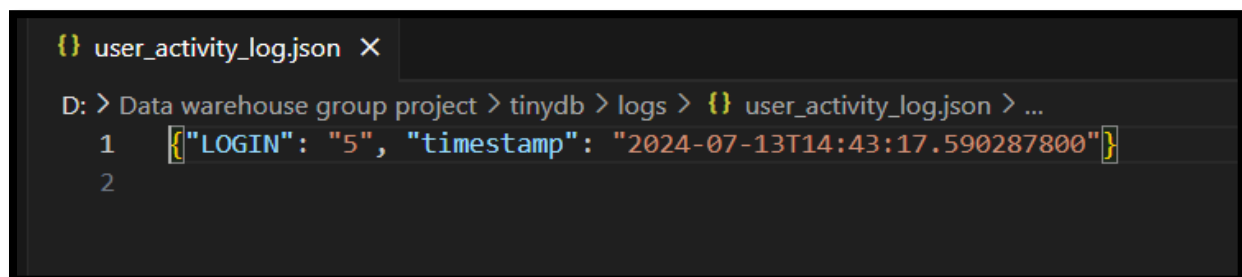 {} user_activity_log.json ×
D: > Data warehouse group project > tinydb > logs > {} user_activity_log.json > ...
1 {"LOGIN": "5", "timestamp": "2024-07-13T14:43:17.590287800"}
2